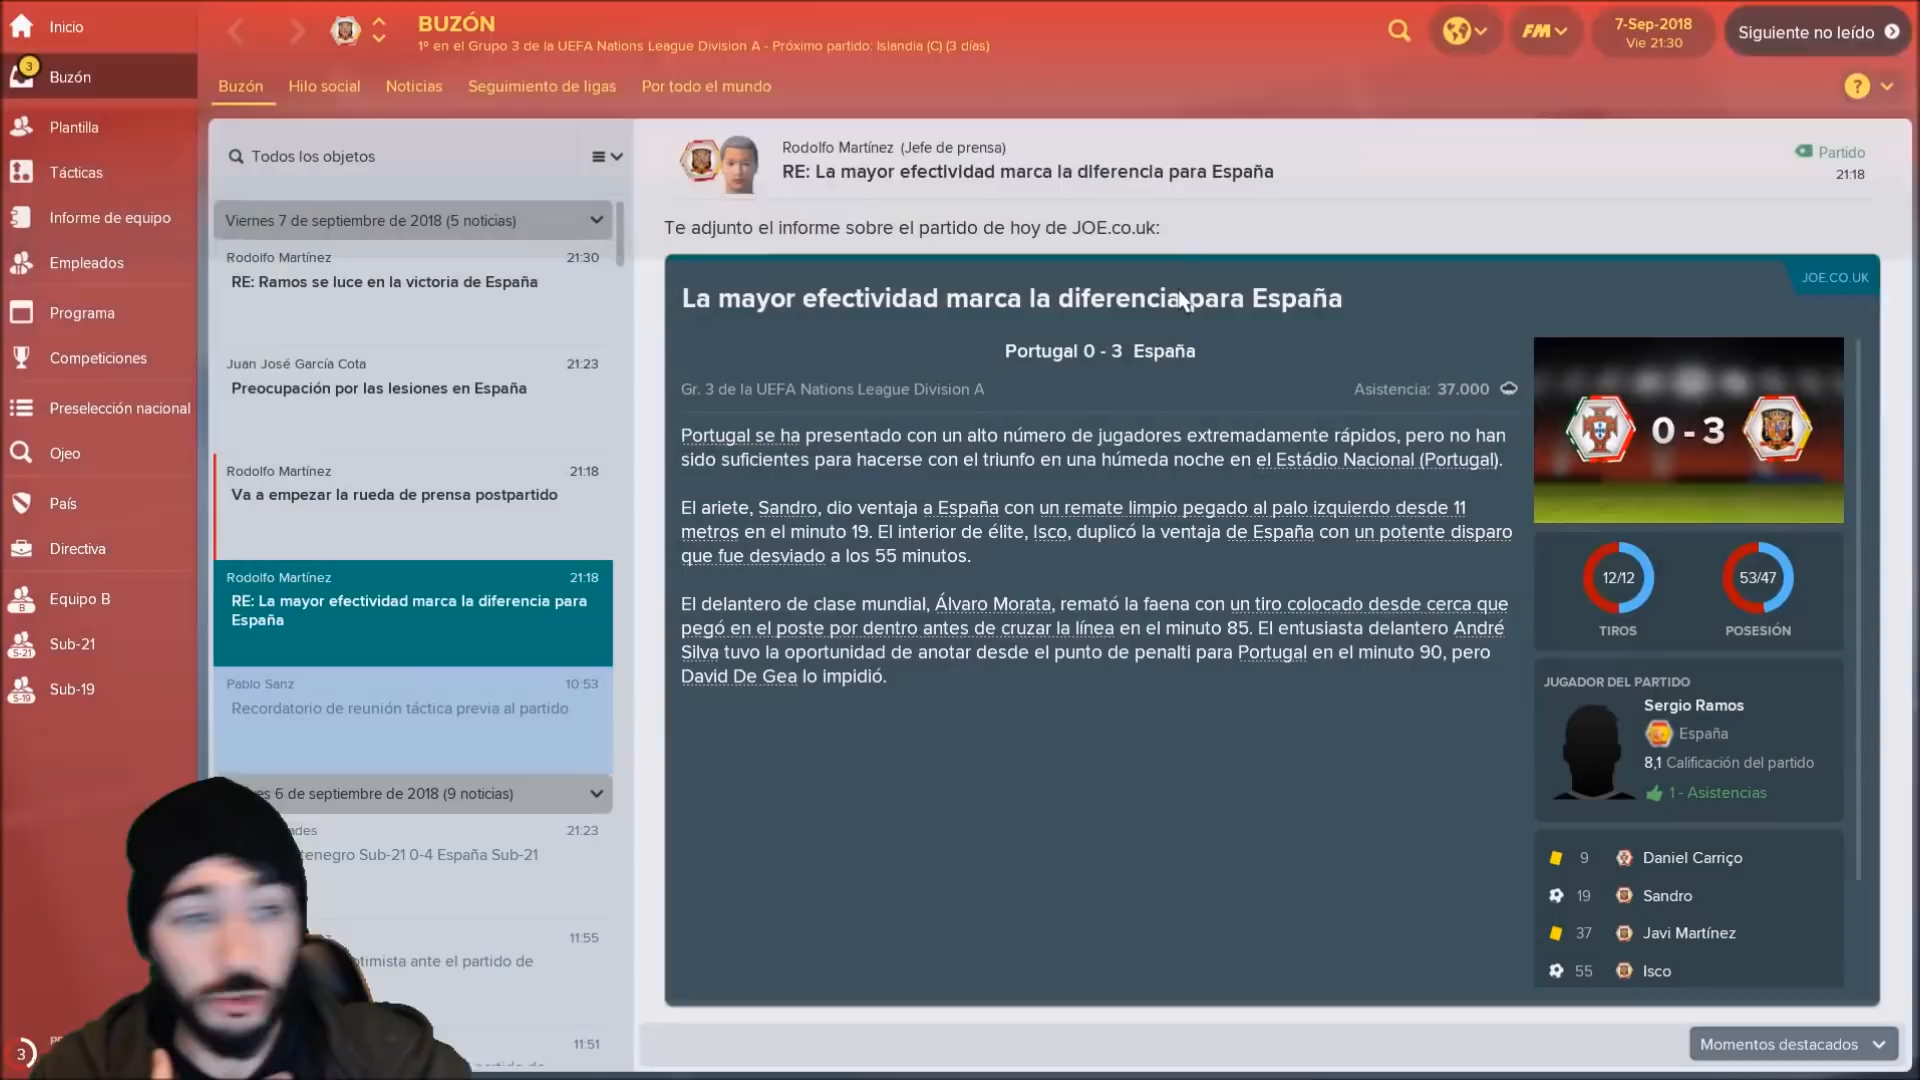 Inicio
3
Buzón
Plantilla
Tácticas
Informe de equipo
Empleados
Programa
Competiciones
Preselección nacional
Ojeo
País
Directiva
B
Equipo B
S-21
Sub-21
S-19
Sub-19
3
BUZÓN
1º en el Grupo 3 de la UEFA Nations League Division A - Próximo partido: Islandia (C) (3 días)
FM
7-Sep-2018
Vie 21:30
Siguiente no leído
Buzón Hilo social Noticias Seguimiento de ligas Por todo el mundo
?
Todos los objetos
Viernes 7 de septiembre de 2018 (5 noticias)
Rodolfo Martínez 21:30
RE: Ramos se luce en la victoria de España
Juan José García Cota 21:23
Preocupación por las lesiones en España
Rodolfo Martínez 21:18
Va a empezar la rueda de prensa postpartido
Rodolfo Martínez 21:18
RE: La mayor efectividad marca la diferencia para
España
Pablo Sanz 10:53
Recordatorio de reunión táctica previa al partido
es 6 de septiembre de 2018 (9 noticias)
ades 21:23
tenegro Sub-21 0-4 España Sub-21
11:55
timista ante el partido de
11:51
Rodolfo Martínez (Jefe de prensa)
RE: La mayor efectividad marca la diferencia para España
Partido
21:18
Te adjunto el informe sobre el partido de hoy de JOE.co.uk:
JOE.CO.UK
La mayor efectividad marca la diferencia para España
Portugal 0 - 3 España
Gr. 3 de la UEFA Nations League Division A
Asistencia: 37.000
Portugal se ha presentado con un alto número de jugadores extremadamente rápidos, pero no han
sido suficientes para hacerse con el triunfo en una húmeda noche en el Estádio Nacional (Portugal).
El ariete, Sandro, dio ventaja a España con un remate limpio pegado al palo izquierdo desde 11
metros en el minuto 19. El interior de élite, Isco, duplicó la ventaja de España con un potente disparo
que fue desviado a los 55 minutos.
El delantero de clase mundial, Álvaro Morata, remató la faena con un tiro colocado desde cerca que
pegó en el poste por dentro antes de cruzar la línea en el minuto 85. El entusiasta delantero André
Silva tuvo la oportunidad de anotar desde el punto de penalti para Portugal en el minuto 90, pero
David De Gea lo impidió.
0 - 3
12/12
53/47
TIROS
POSESIÓN
JUGADOR DEL PARTIDO
Sergio Ramos
España
8,1 Calificación del partido
1 - Asistencias
9 Daniel Carriço
19 Sandro
37 Javi Martínez
55 Isco
Momentos destacados